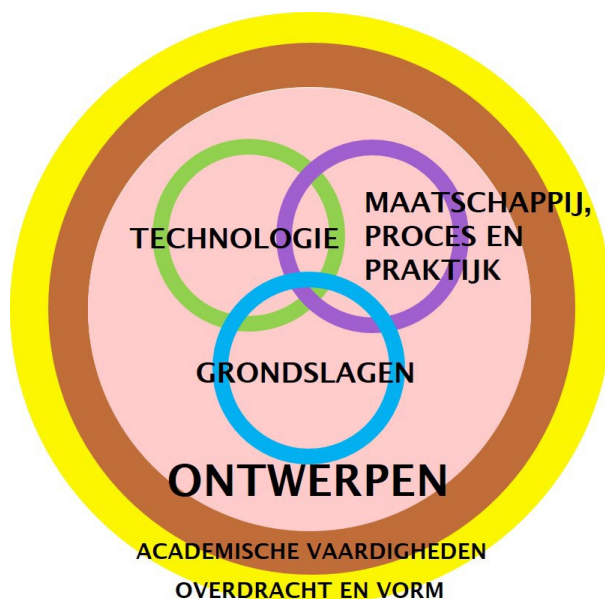 TECHNOLOGIE
MAATSCHAPPIJ,
PROCES EN
PRAKTIJK
GRONDSLAGEN
ONTWERPEN
ACADEMISCHE VAARDIGHEDEN
OVERDRACHT EN VORM